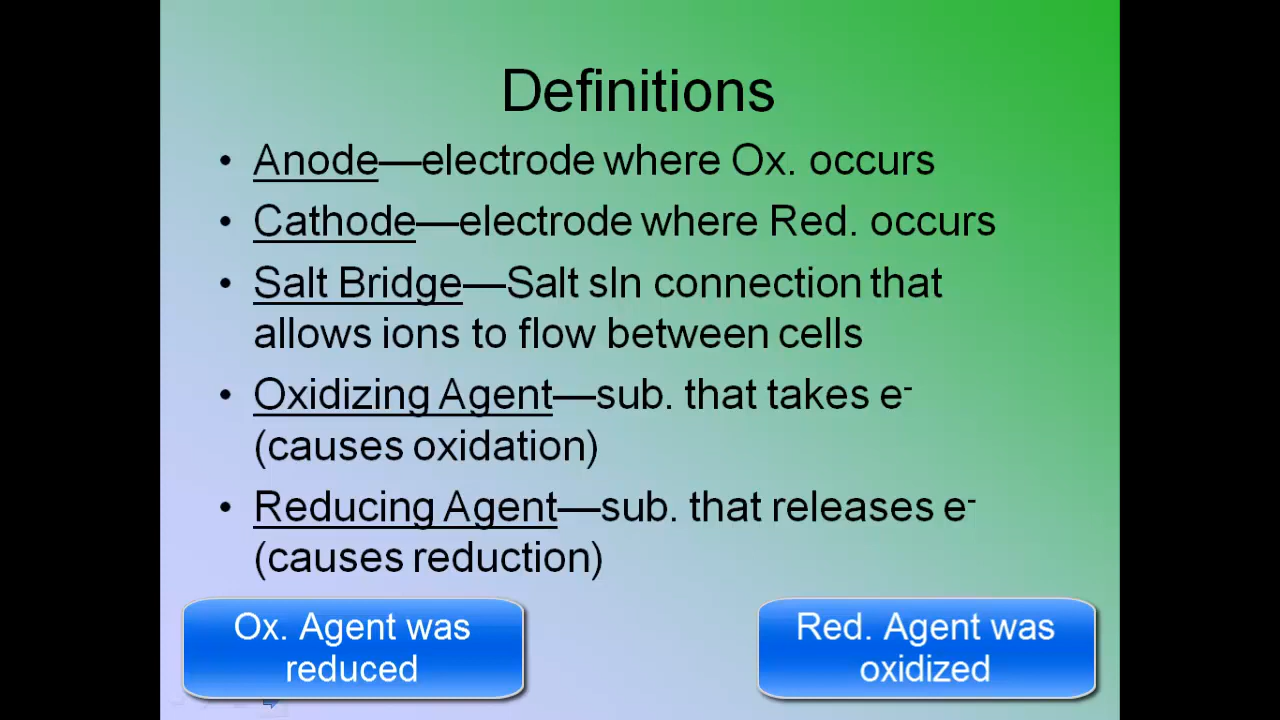 Definitions
• Anode—electrode where Ox. occurs
• Cathode—electrode where Red. occurs
• Salt Bridge—Salt sln connection that
allows ions to flow between cells
• Oxidizing Agent—sub. that takes e⁻
(causes oxidation)
• Reducing Agent—sub. that releases e⁻
(causes reduction)
Ox. Agent was
reduced
Red. Agent was
oxidized